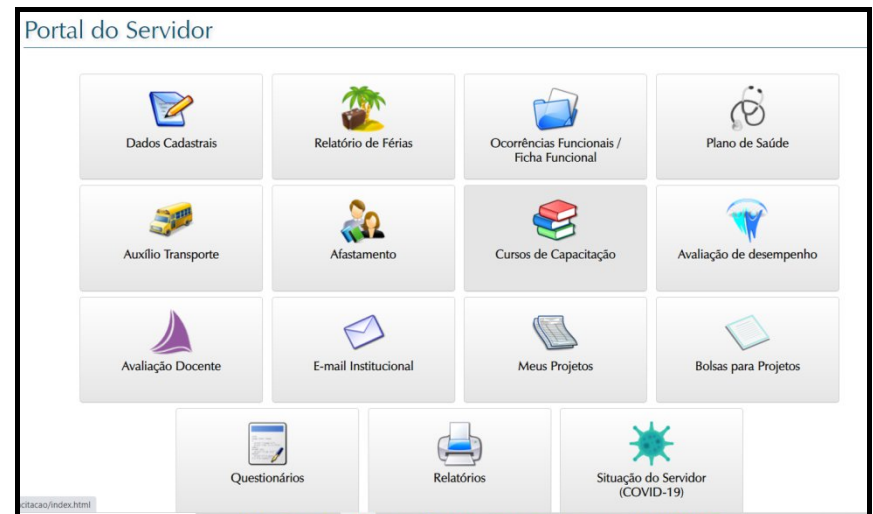 Portal do Servidor
Dados Cadastrais
Relatório de Férias
Ocorrências Funcionais /
Ficha Funcional
Plano de Saúde
Auxílio Transporte
Afastamento
Cursos de Capacitação
Avaliação de desempenho
Avaliação Docente
E-mail Institucional
Meus Projetos
Bolsas para Projetos
Questionários
Relatórios
Situação do Servidor
(COVID-19)
citacao/index.html